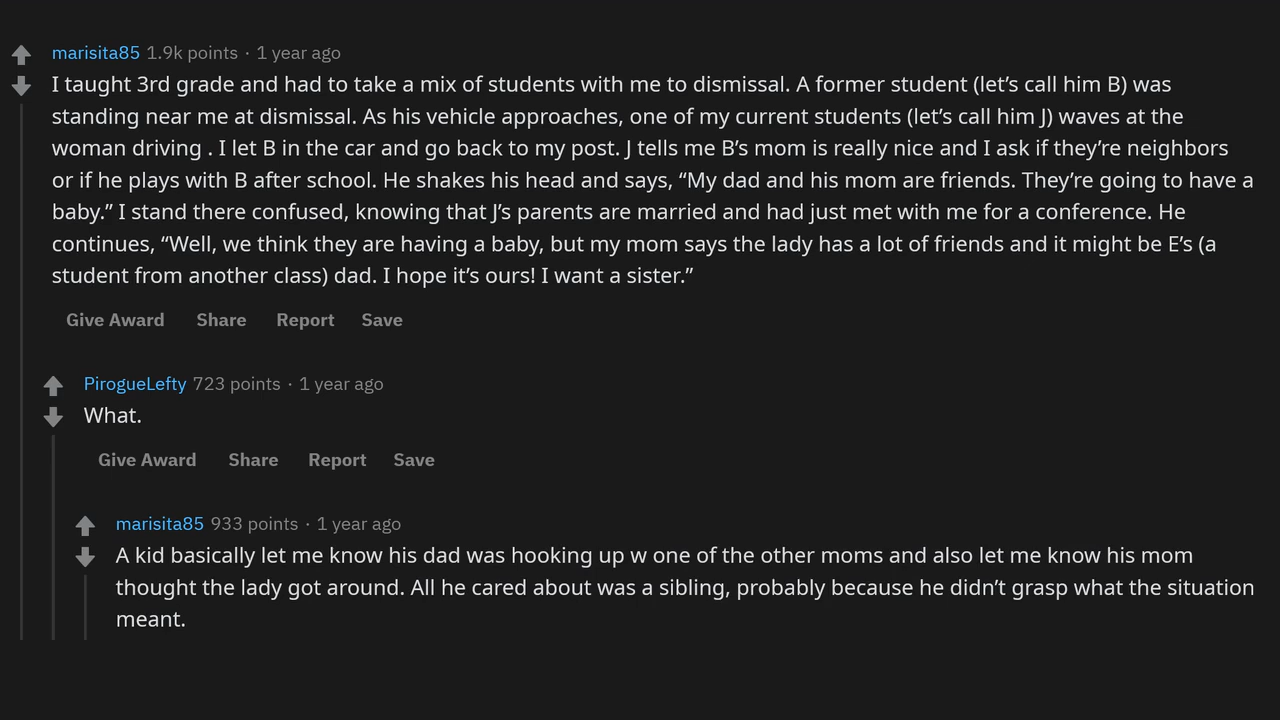 marisita85 1.9k points · 1 year ago
I taught 3rd grade and had to take a mix of students with me to dismissal. A former student (let’s call him B) was
standing near me at dismissal. As his vehicle approaches, one of my current students (let’s call him J) waves at the
woman driving . I let B in the car and go back to my post. J tells me B’s mom is really nice and I ask if they’re neighbors
or if he plays with B after school. He shakes his head and says, “My dad and his mom are friends. They’re going to have a
baby.” I stand there confused, knowing that J’s parents are married and had just met with me for a conference. He
continues, “Well, we think they are having a baby, but my mom says the lady has a lot of friends and it might be E’s (a
student from another class) dad. I hope it’s ours! I want a sister.”
Give Award Share Report Save
PirogueLefty 723 points · 1 year ago
What.
Give Award Share Report Save
marisita85 933 points · 1 year ago
A kid basically let me know his dad was hooking up w one of the other moms and also let me know his mom
thought the lady got around. All he cared about was a sibling, probably because he didn’t grasp what the situation
meant.